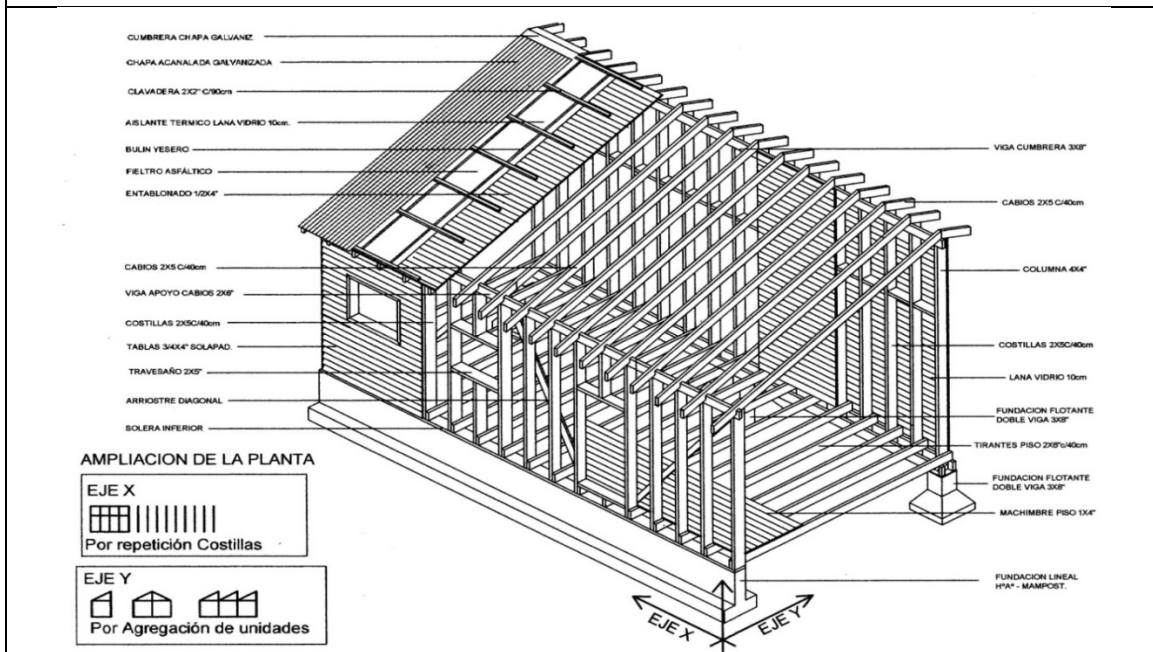 CUMBRERA CHAPA GALVANIZ.
CHAPA ACANALADA GALVANIZADA
CLAVADERA 2X2" C/90cm
AISLANTE TERMICO LANA VIDRIO 10cm.
BULIN YESERO
FIELTRO ASFÁLTICO
ENTABLONADO 1/2X4"
CABIOS 2X5 C/40cm
VIGA APOYO CABIOS 2X6"
COSTILLAS 2X5C/40cm
TABLAS 3/4X4" SOLAPAD.
TRAVESAÑO 2X5"
ARRIOSTRE DIAGONAL
SOLERA INFERIOR
VIGA CUMBRERA 3X8"
CABIOS 2X5 C/40cm
COLUMNA 4X4"
COSTILLAS 2X5C/40cm
LANA VIDRIO 10cm
FUNDACION FLOTANTE
DOBLE VIGA 3X8"
TIRANTES PISO 2X6"c/40cm
FUNDACION FLOTANTE
DOBLE VIGA 3X8"
MACHIMBRE PISO 1X4"
FUNDACION LINEAL
HºAº - MAMPOST.
AMPLIACION DE LA PLANTA
EJE X
Por repetición Costillas
EJE Y
Por Agregación de unidades
EJE X
EJE Y